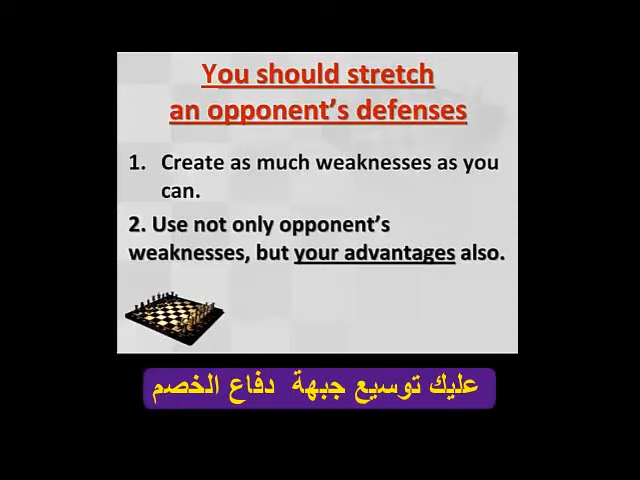 You should stretch
an opponent's defenses
1. Create as much weaknesses as you
can.
2. Use not only opponent's
weaknesses, but your advantages also.
عليك توسيع جبهة دفاع الخصم